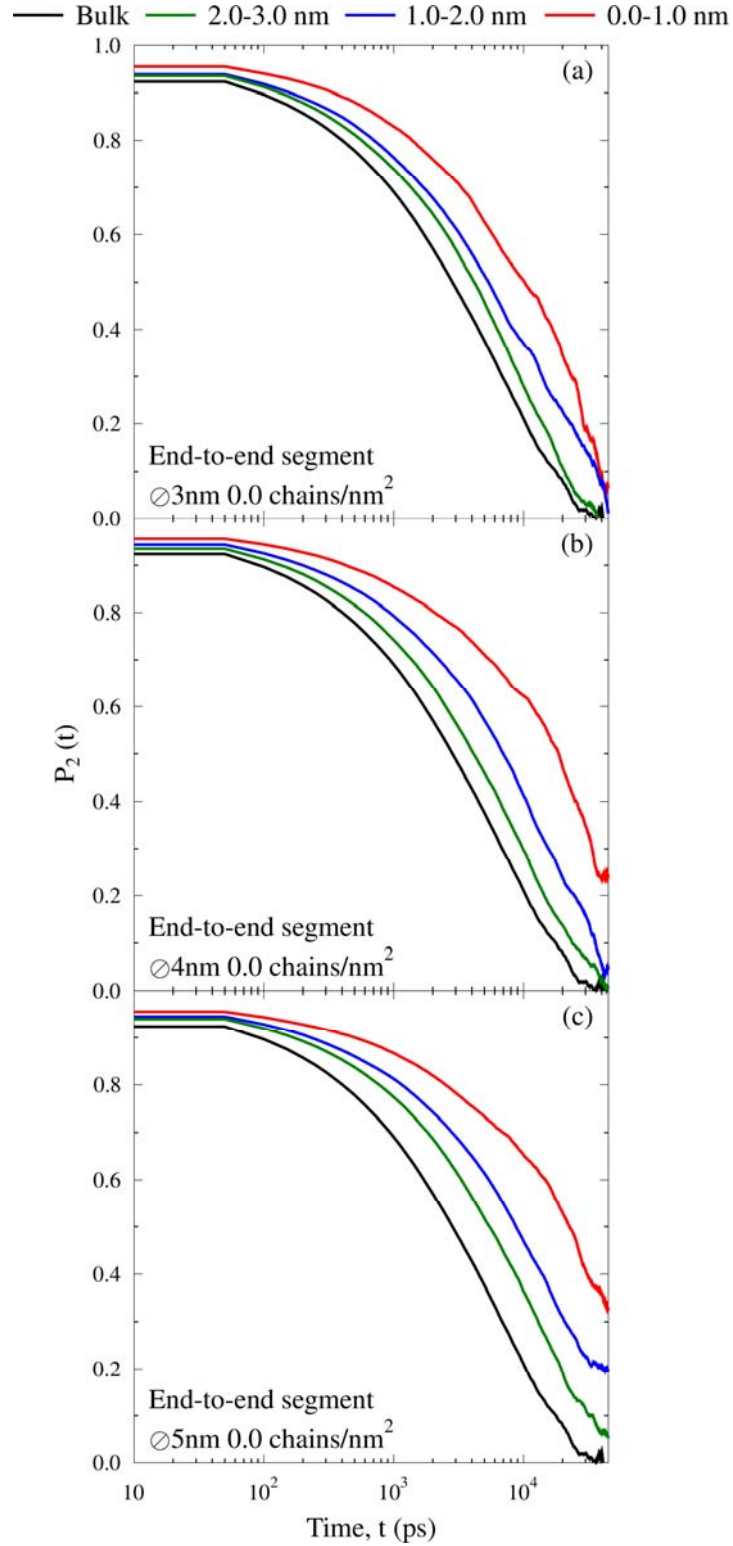 Bulk 2.0-3.0 nm 1.0-2.0 nm 0.0-1.0 nm
1.0
(a)
0.8
0.6
0.4
0.2
End-to-end segment
∅3nm 0.0 chains/nm²
0.0
(b)
0.8
0.6
P₂ (t)
0.4
0.2
End-to-end segment
∅4nm 0.0 chains/nm²
0.0
(c)
0.8
0.6
0.4
0.2
End-to-end segment
∅5nm 0.0 chains/nm²
0.0
10 10² 10³ 10⁴
Time, t (ps)